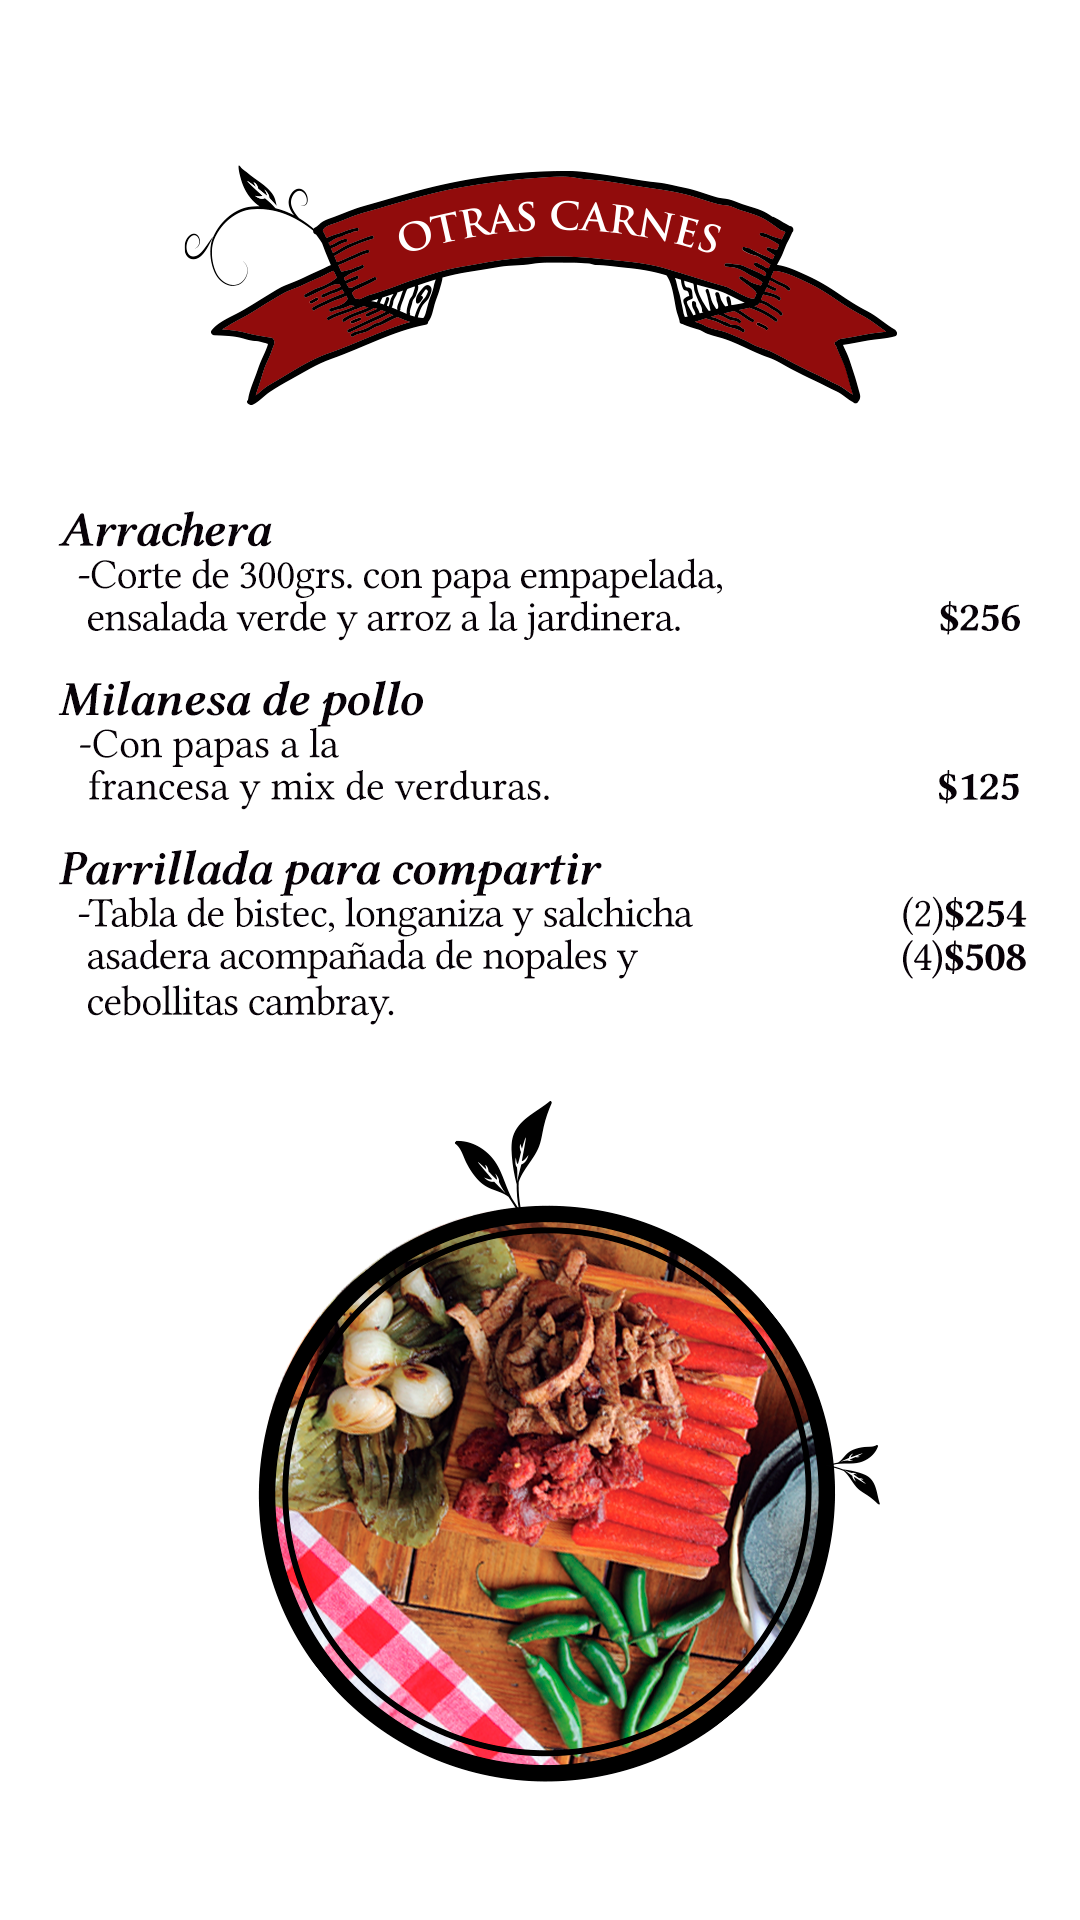 OTRAS CARNES
Arrachera
-Corte de 300grs. con papa empapelada,
ensalada verde y arroz a la jardinera. $256
Milanesa de pollo
-Con papas a la
francesa y mix de verduras. $125
Parrillada para compartir
-Tabla de bistec, longaniza y salchicha (2)$254
asadera acompañada de nopales y (4)$508
cebollitas cambray.